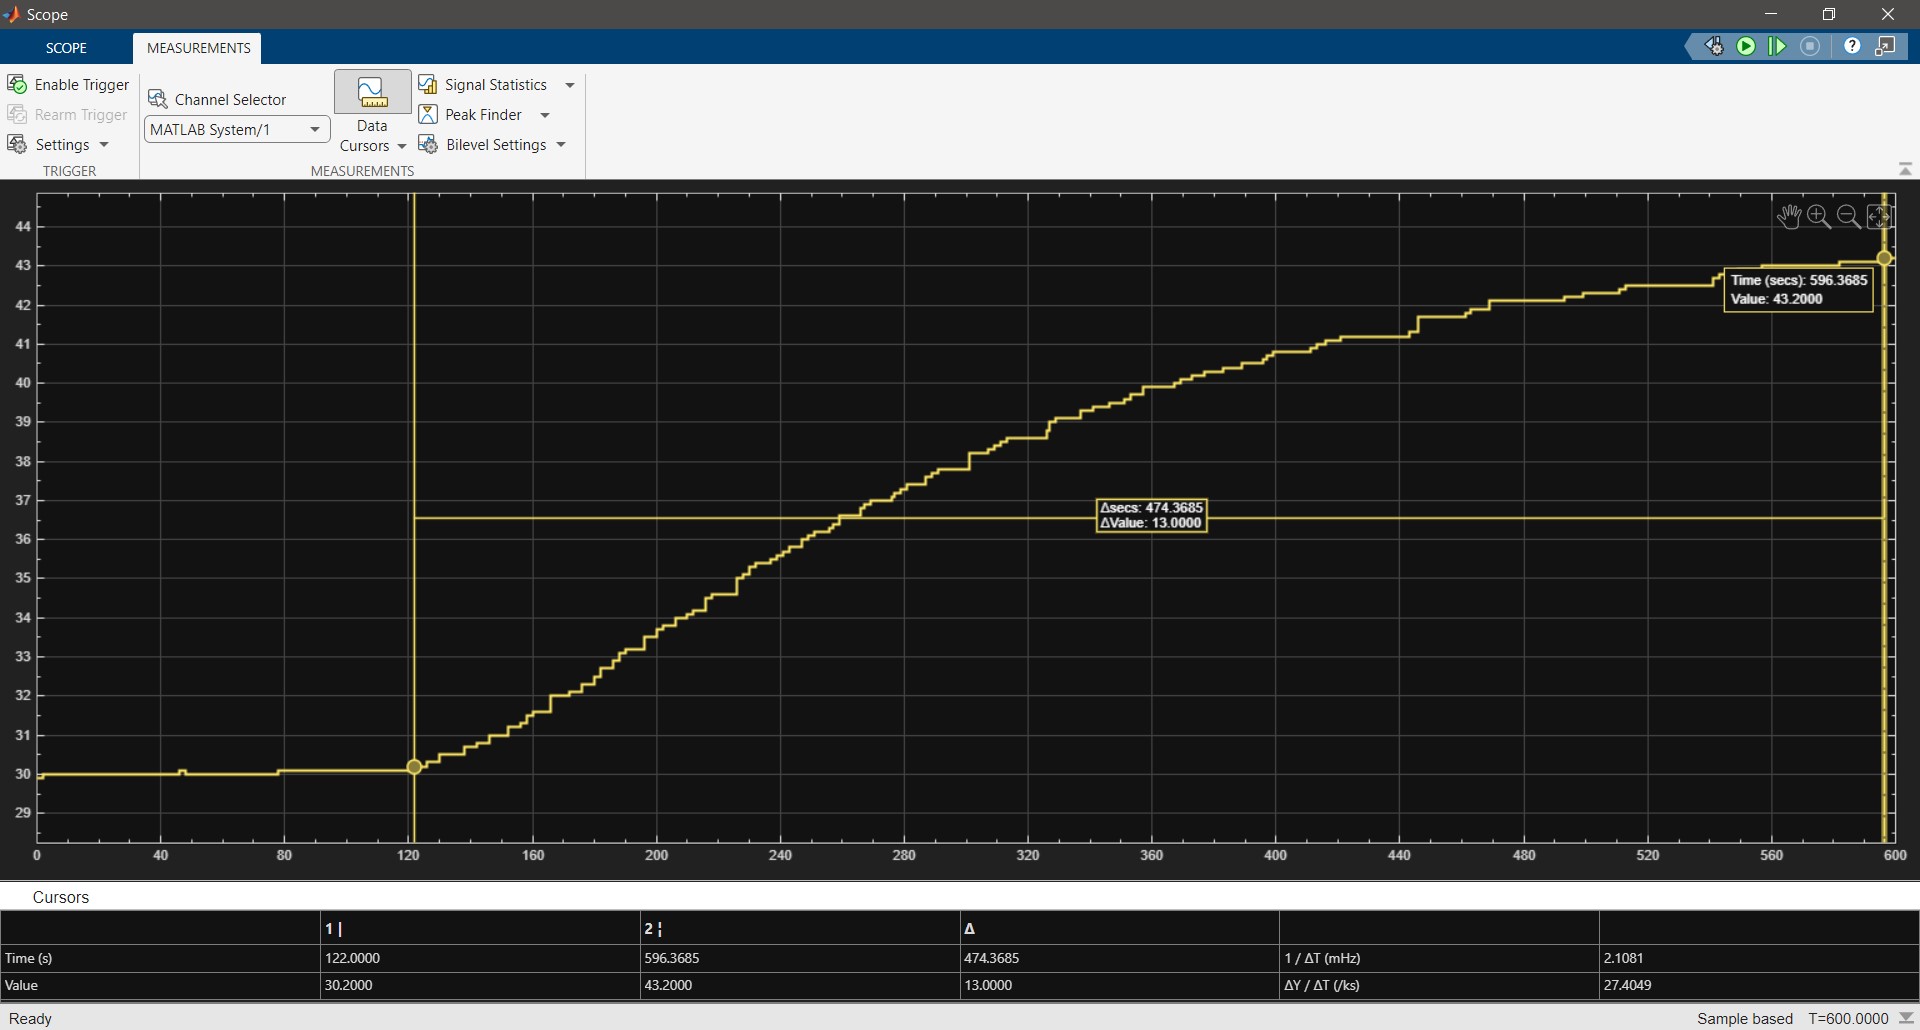 Scope
SCOPE
MEASUREMENTS
Enable Trigger
Rearm Trigger
Settings
TRIGGER
Channel Selector
MATLAB System/1
Data
Cursors
Signal Statistics
Peak Finder
Bilevel Settings
MEASUREMENTS
44
43
42
41
40
39
38
37
36
35
34
33
32
31
30
29
Time (secs): 596.3685
Value: 43.2000
Δsecs: 474.3685
ΔValue: 13.0000
0 40 80 120 160 200 240 280 320 360 400 440 480 520 560 600
Cursors
1 | 2 ¦ Δ
Time (s) 122.0000 596.3685 474.3685 1 / ΔT (mHz) 2.1081
Value 30.2000 43.2000 13.0000 ΔY / ΔT (/ks) 27.4049
Ready
Sample based T=600.0000